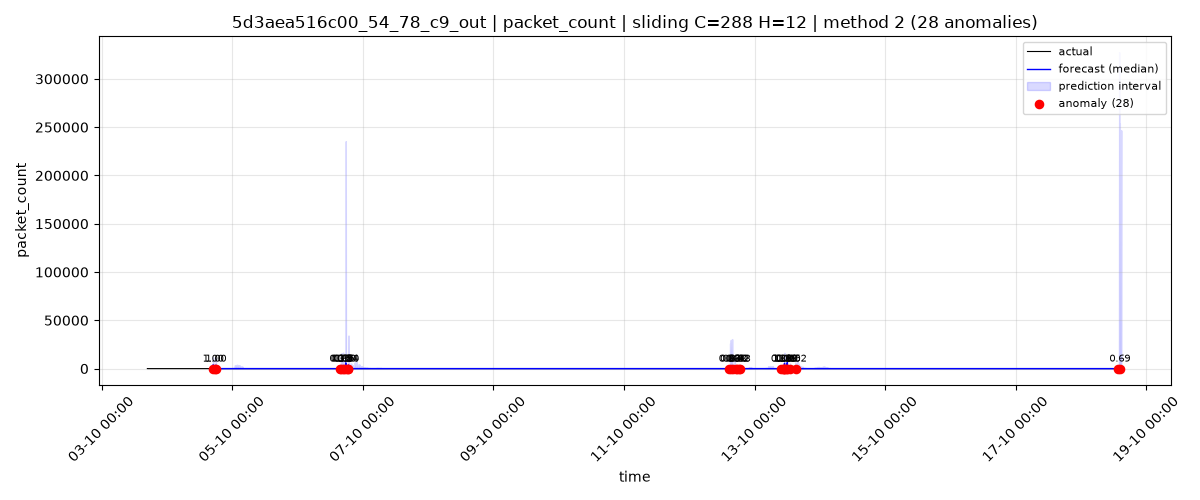 5d3aea516c00_54_78_c9_out | packet_count | sliding C=288 H=12 | method 2 (28 anomalies)
actual
forecast (median)
prediction interval
anomaly (28)
packet_count
300000
250000
200000
150000
100000
50000
0
0.69
03-10 00:00
05-10 00:00
07-10 00:00
09-10 00:00
11-10 00:00
13-10 00:00
15-10 00:00
17-10 00:00
19-10 00:00
time